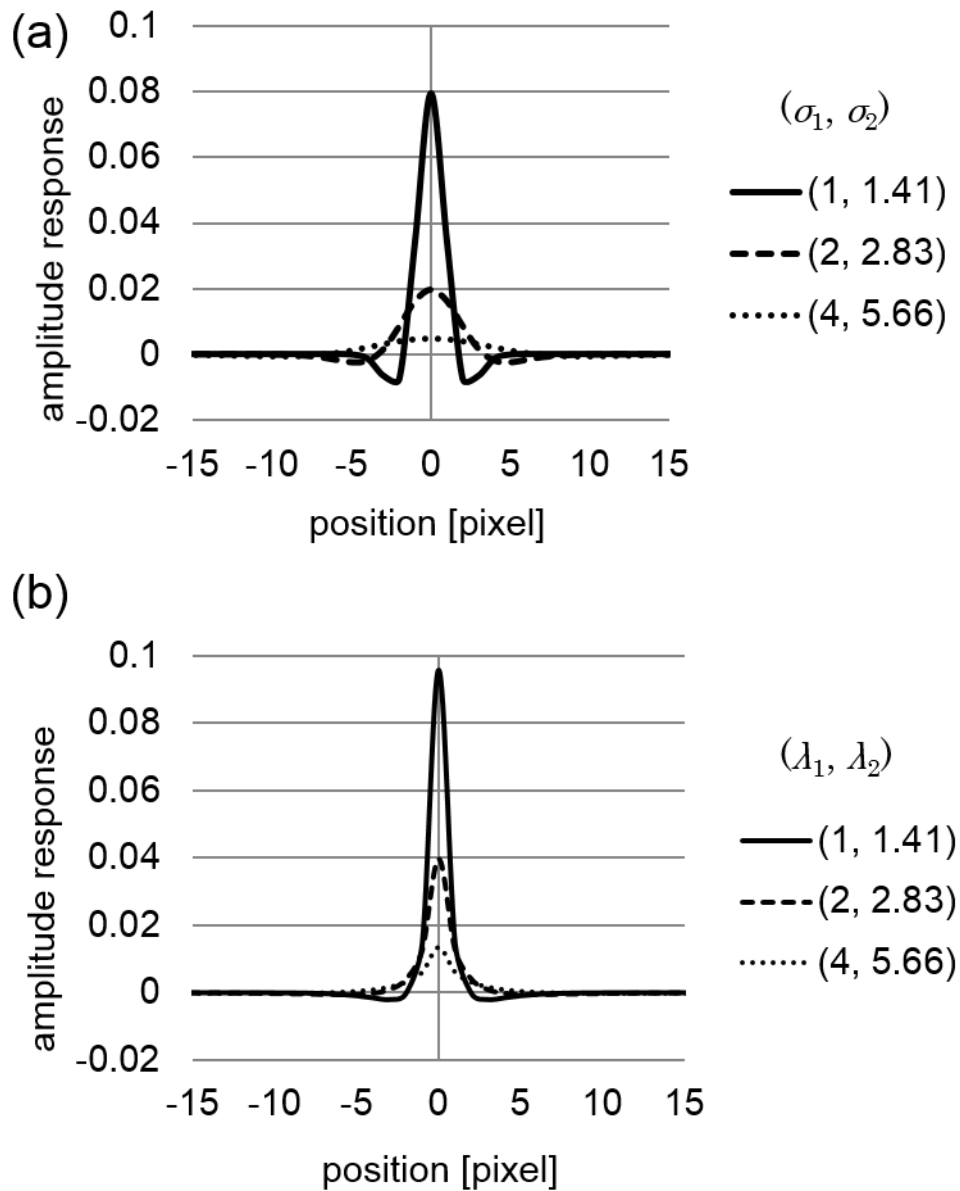 (a)
0.1
0.08
0.06
0.04
0.02
0
-0.02
amplitude response
-15 -10 -5 0 5 10 15
position [pixel]
(σ1, σ2)
(1, 1.41)
(2, 2.83)
(4, 5.66)
(b)
0.1
0.08
0.06
0.04
0.02
0
-0.02
amplitude response
-15 -10 -5 0 5 10 15
position [pixel]
(λ1, λ2)
(1, 1.41)
(2, 2.83)
(4, 5.66)